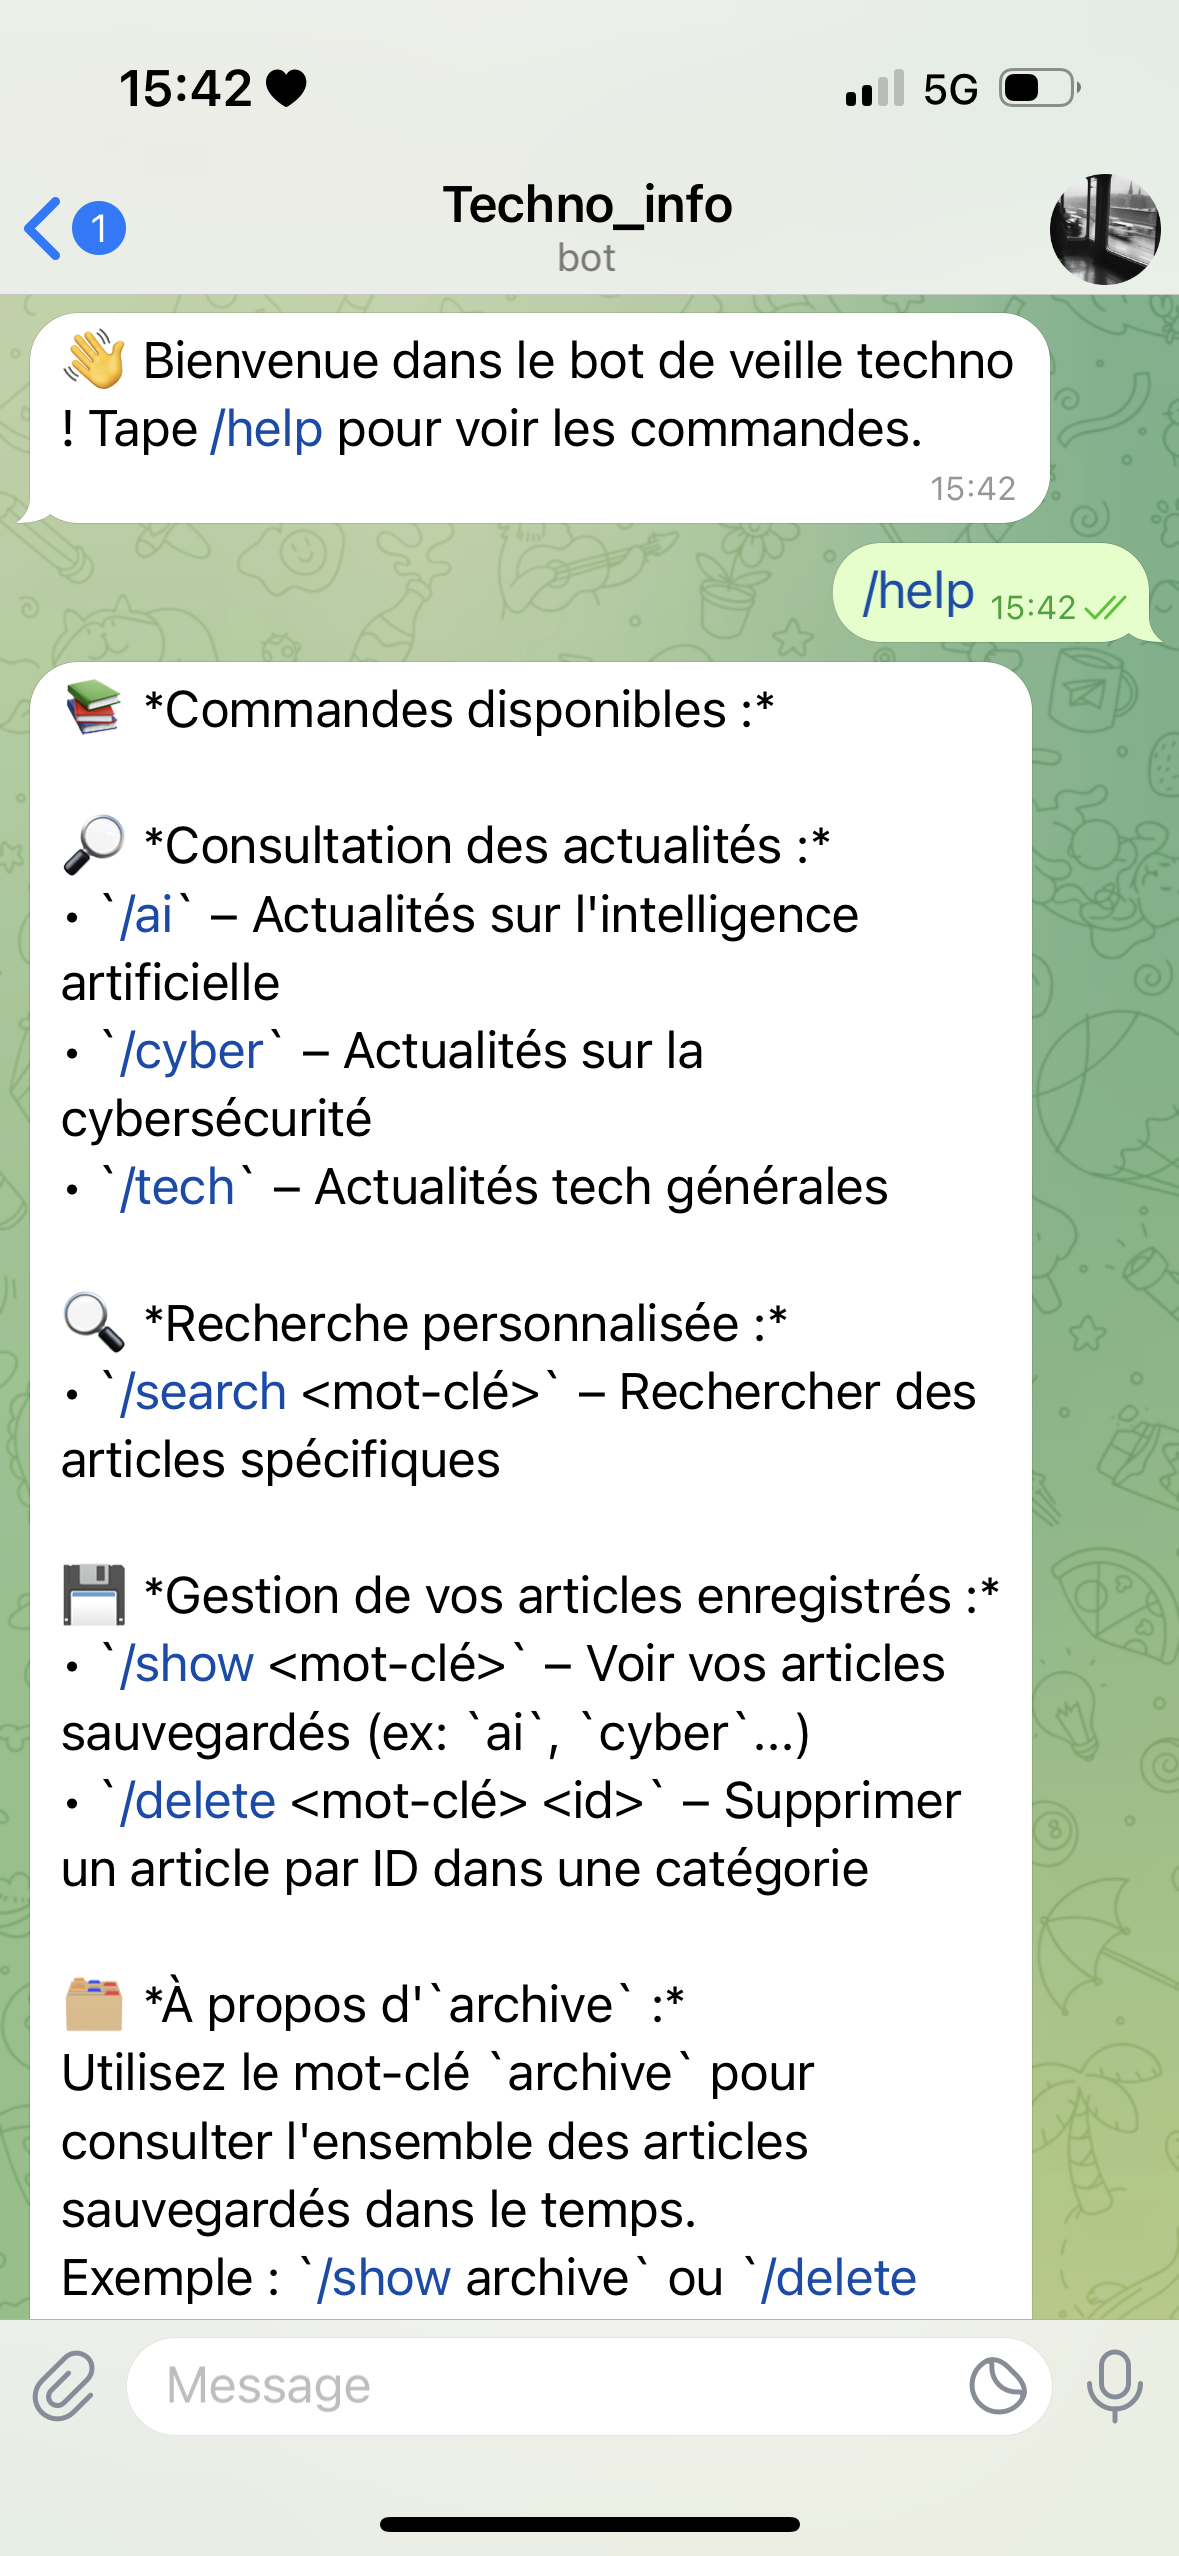 15:42
5G
1
Techno_info
bot
👋 Bienvenue dans le bot de veille techno
! Tape /help pour voir les commandes.
15:42
/help 15:42
📚 *Commandes disponibles :*
🔎 *Consultation des actualités :*
• `/ai` – Actualités sur l'intelligence
artificielle
• `/cyber` – Actualités sur la
cybersécurité
• `/tech` – Actualités tech générales
🔍 *Recherche personnalisée :*
• `/search <mot-clé>` – Rechercher des
articles spécifiques
💾 *Gestion de vos articles enregistrés :*
• `/show <mot-clé>` – Voir vos articles
sauvegardés (ex: `ai`, `cyber`...)
• `/delete <mot-clé> <id>` – Supprimer
un article par ID dans une catégorie
🗂 *À propos d'`archive` :*
Utilisez le mot-clé `archive` pour
consulter l'ensemble des articles
sauvegardés dans le temps.
Exemple : `/show archive` ou `/delete
Message